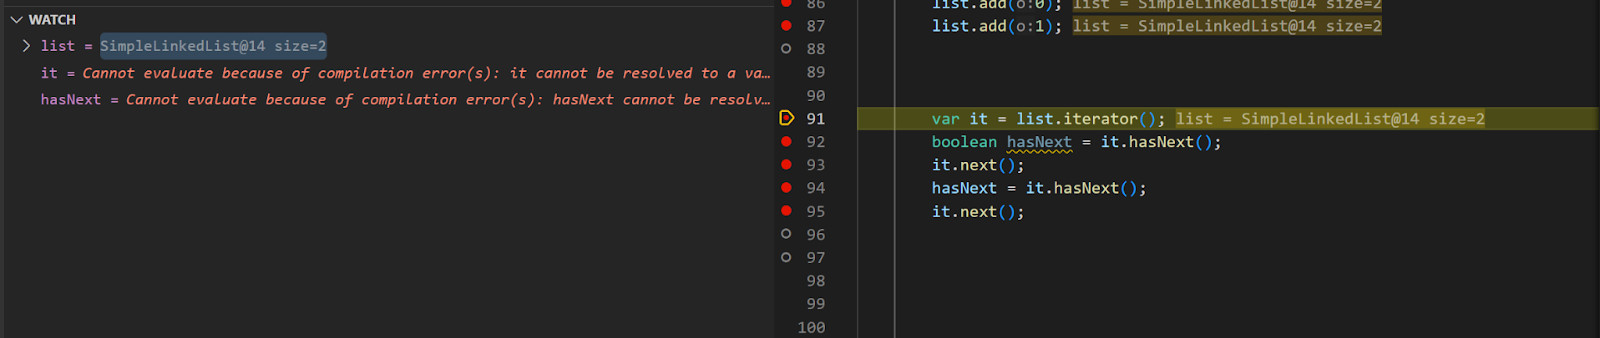 WATCH
list = SimpleLinkedList@14 size=2
it = Cannot evaluate because of compilation error(s): it cannot be resolved to a va…
hasNext = Cannot evaluate because of compilation error(s): hasNext cannot be resolv…
86 list.add(o:0); list = SimpleLinkedList@14 size=2
87 list.add(o:1); list = SimpleLinkedList@14 size=2
88
89
90
91 var it = list.iterator(); list = SimpleLinkedList@14 size=2
92 boolean hasNext = it.hasNext();
93 it.next();
94 hasNext = it.hasNext();
95 it.next();
96
97
98
99
100